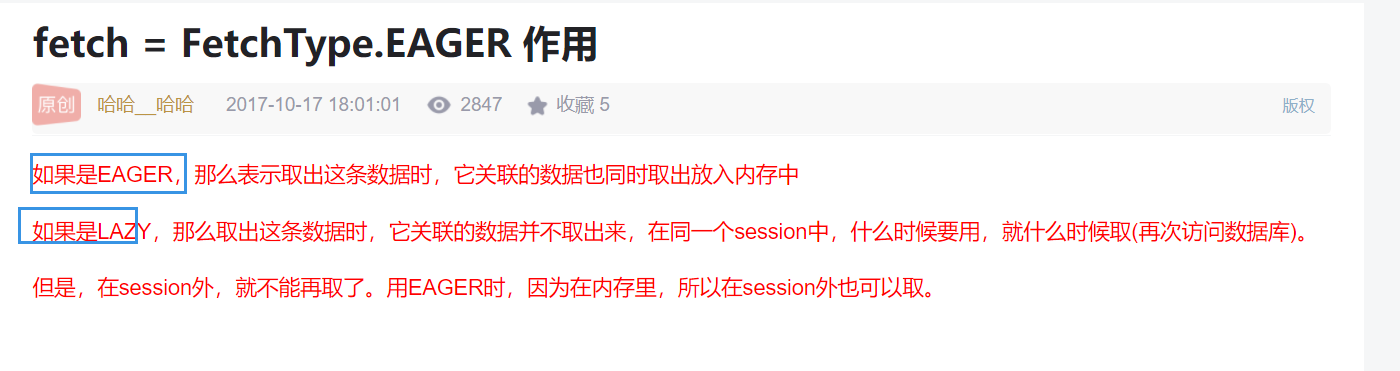 fetch = FetchType.EAGER 作用
原创 哈哈__哈哈 2017-10-17 18:01:01 2847 收藏 5 版权
如果是EAGER，那么表示取出这条数据时，它关联的数据也同时取出放入内存中
如果是LAZY，那么取出这条数据时，它关联的数据并不取出来，在同一个session中，什么时候要用，就什么时候取(再次访问数据库)。
但是，在session外，就不能再取了。用EAGER时，因为在内存里，所以在session外也可以取。